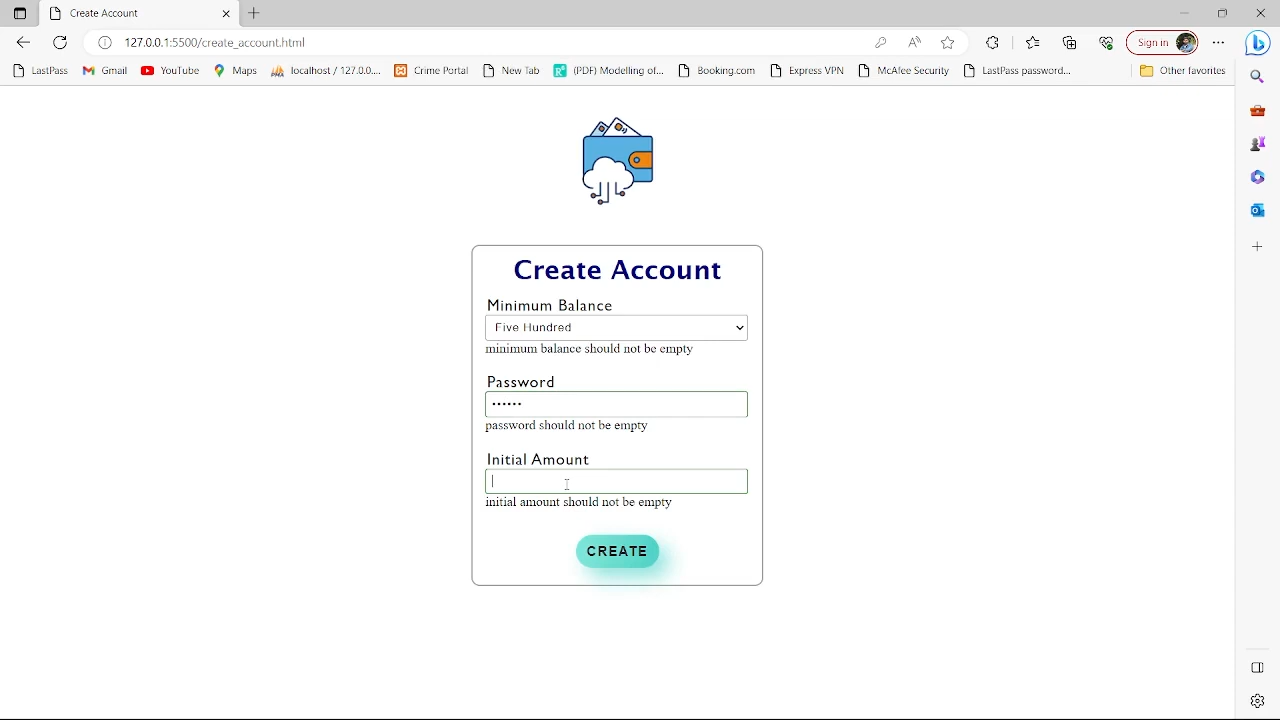 Create Account
127.0.0.1:5500/create_account.html
Sign in
LastPass
Gmail
YouTube
Maps
localhost / 127.0.0....
Crime Portal
New Tab
(PDF) Modelling of...
Booking.com
Express VPN
McAfee Security
LastPass password...
Other favorites
Create Account
Minimum Balance
Five Hundred
minimum balance should not be empty
Password
••••••
password should not be empty
Initial Amount
initial amount should not be empty
CREATE